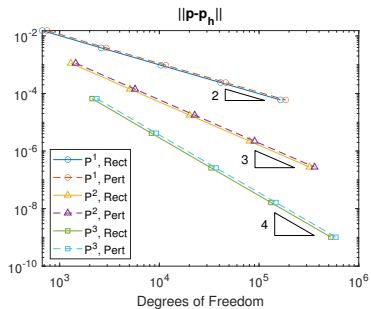 ||p-p_h||
10^-2
10^-4
10^-6
10^-8
10^-10
2
3
4
P^1, Rect
P^1, Pert
P^2, Rect
P^2, Pert
P^3, Rect
P^3, Pert
10^3
10^4
10^5
10^6
Degrees of Freedom